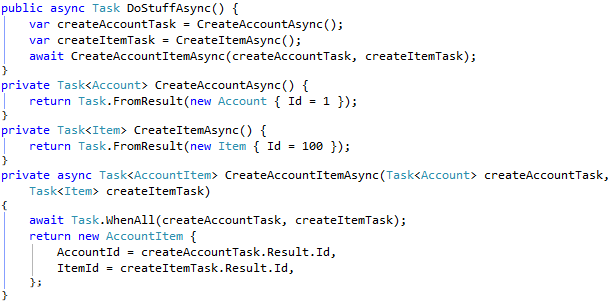 public async Task DoStuffAsync() {
    var createAccountTask = CreateAccountAsync();
    var createItemTask = CreateItemAsync();
    await CreateAccountItemAsync(createAccountTask, createItemTask);
}
private Task<Account> CreateAccountAsync() {
    return Task.FromResult(new Account { Id = 1 });
}
private Task<Item> CreateItemAsync() {
    return Task.FromResult(new Item { Id = 100 });
}
private async Task<AccountItem> CreateAccountItemAsync(Task<Account> createAccountTask,
    Task<Item> createItemTask)
{
    await Task.WhenAll(createAccountTask, createItemTask);
    return new AccountItem {
        AccountId = createAccountTask.Result.Id,
        ItemId = createItemTask.Result.Id,
    };
}